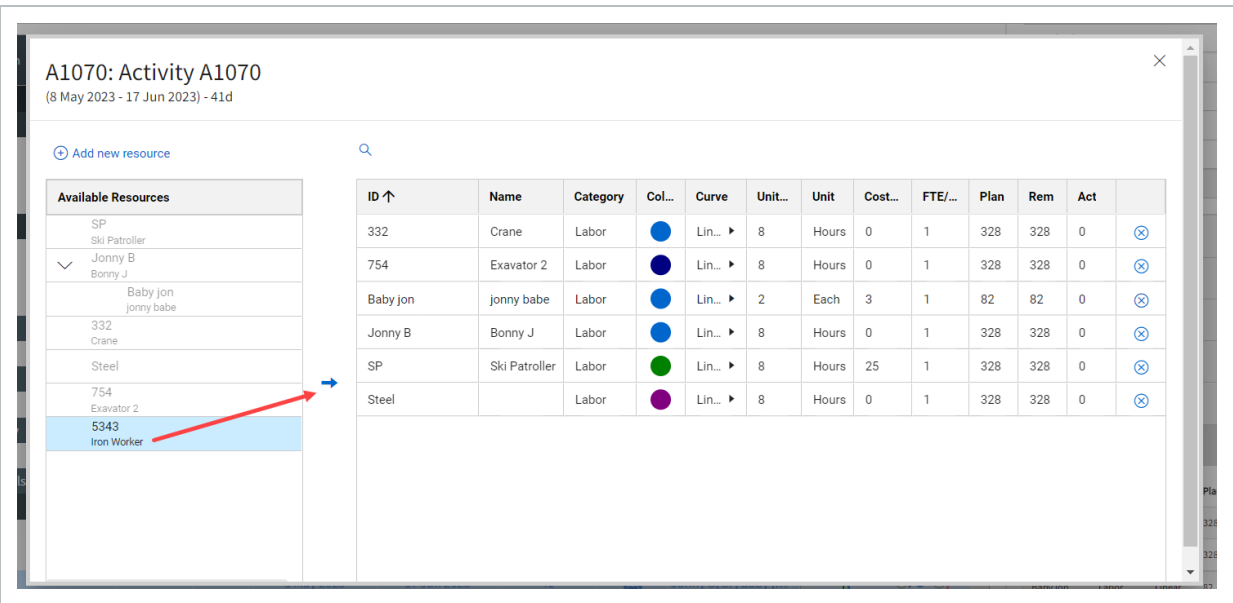 A1070: Activity A1070
(8 May 2023 - 17 Jun 2023) - 41d
Add new resource
Available Resources
SP
Ski Patroller
Jonny B
Bonny J
Baby jon
jonny babe
332
Crane
Steel
754
Exavator 2
5343
Iron Worker
ID Name Category Col... Curve Unit... Unit Cost... FTE/... Plan Rem Act
332 Crane Labor Lin... 8 Hours 0 1 328 328 0
754 Exavator 2 Labor Lin... 8 Hours 0 1 328 328 0
Baby jon jonny babe Labor Lin... 2 Each 3 1 82 82 0
Jonny B Bonny J Labor Lin... 8 Hours 0 1 328 328 0
SP Ski Patroller Labor Lin... 8 Hours 25 1 328 328 0
Steel Labor Lin... 8 Hours 0 1 328 328 0
Pla
328
328
82